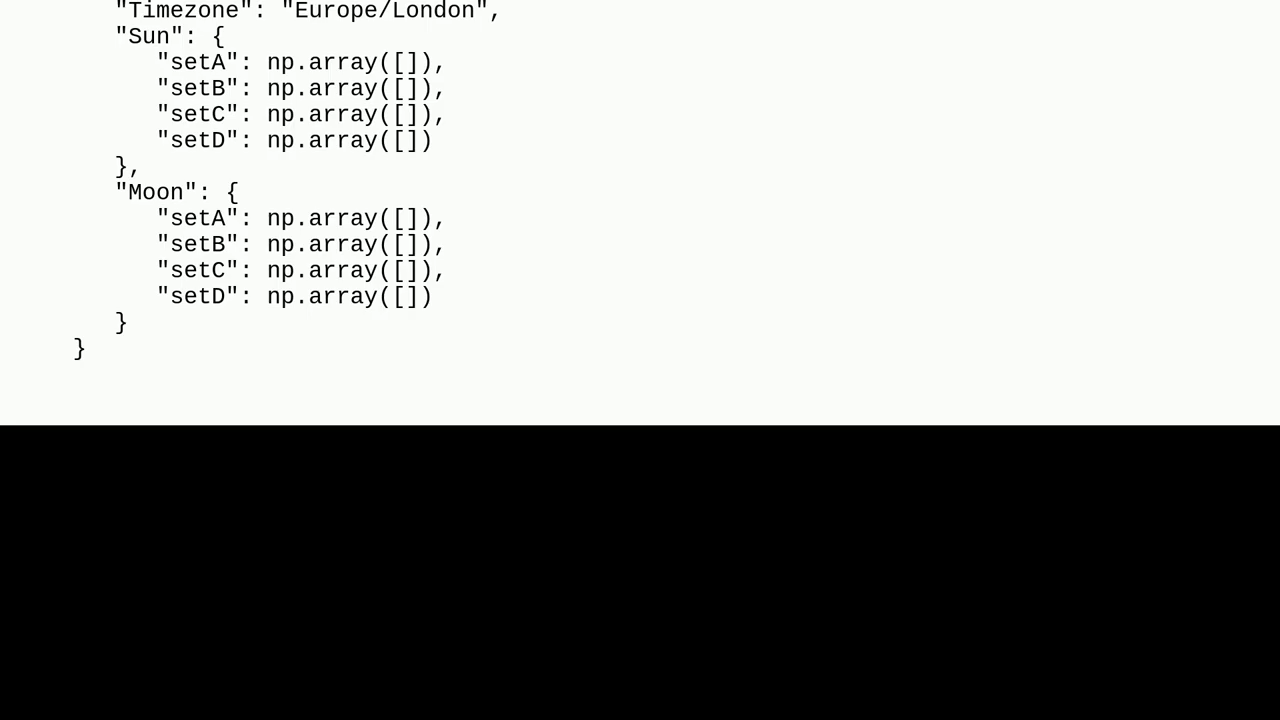 "Timezone": "Europe/London",
"Sun": {
"setA": np.array([]),
"setB": np.array([]),
"setC": np.array([]),
"setD": np.array([])
},
"Moon": {
"setA": np.array([]),
"setB": np.array([]),
"setC": np.array([]),
"setD": np.array([])
}
}